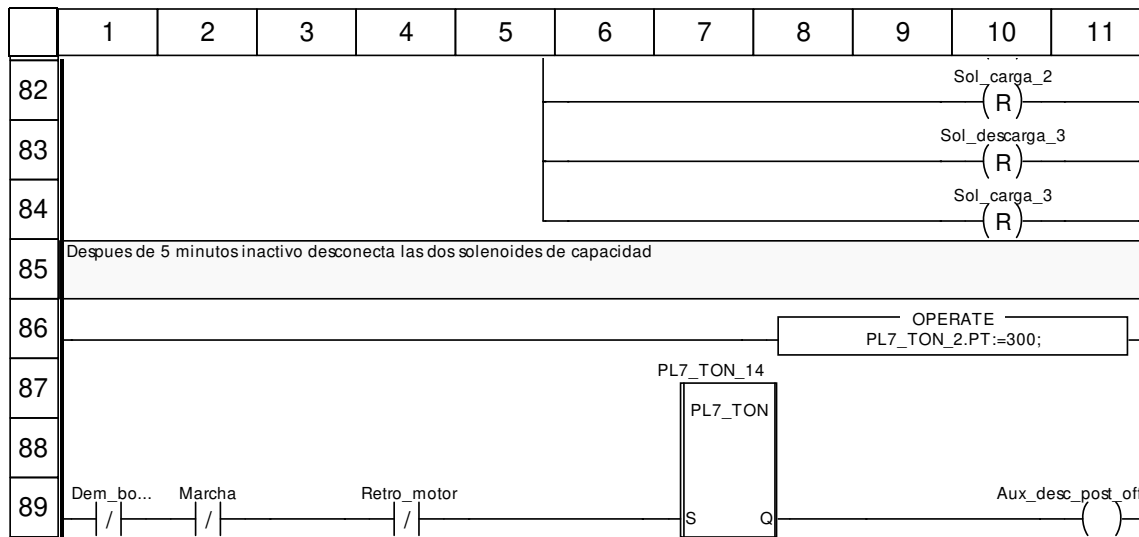 1 2 3 4 5 6 7 8 9 10 11
82
Sol_carga_2
R
83
Sol_descarga_3
R
84
Sol_carga_3
R
85
Despues de 5 minutos inactivo desconecta las dos solenoides de capacidad
86
OPERATE
PL7_TON_2.PT:=300;
87
PL7_TON_14
PL7_TON
88
89
Dem_bo... Marcha Retro_motor Aux_desc_post_off
/ / / S Q